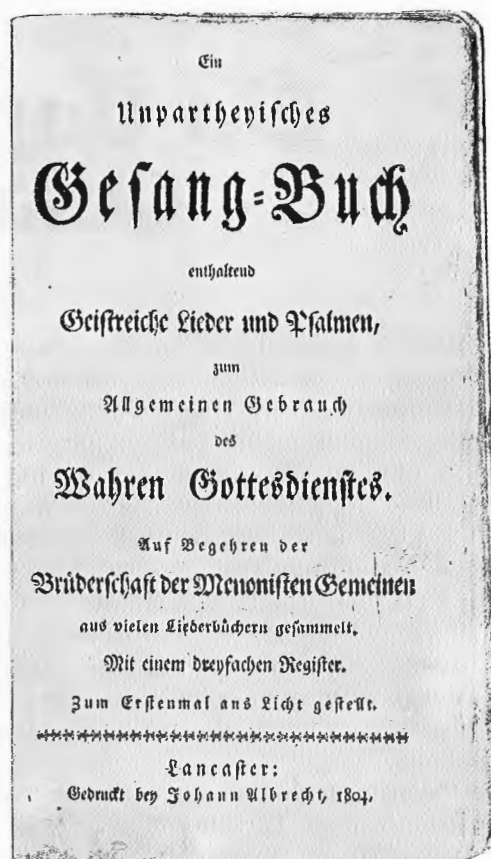 Ein
Unpartheyisches
Gesang-Buch
enthaltend
Geistreiche Lieder und Psalmen,
zum
Allgemeinen Gebrauch
des
Wahren Gottesdienstes.
Auf Begehren der
Brüderschaft der Menonisten Gemeinen
aus vielen Liederbüchern gesammelt.
Mit einem dreyfachen Register.
Zum Erstenmal ans Licht gestellt.
Lancaster:
Gedruckt bey Johann Albrecht, 1804.